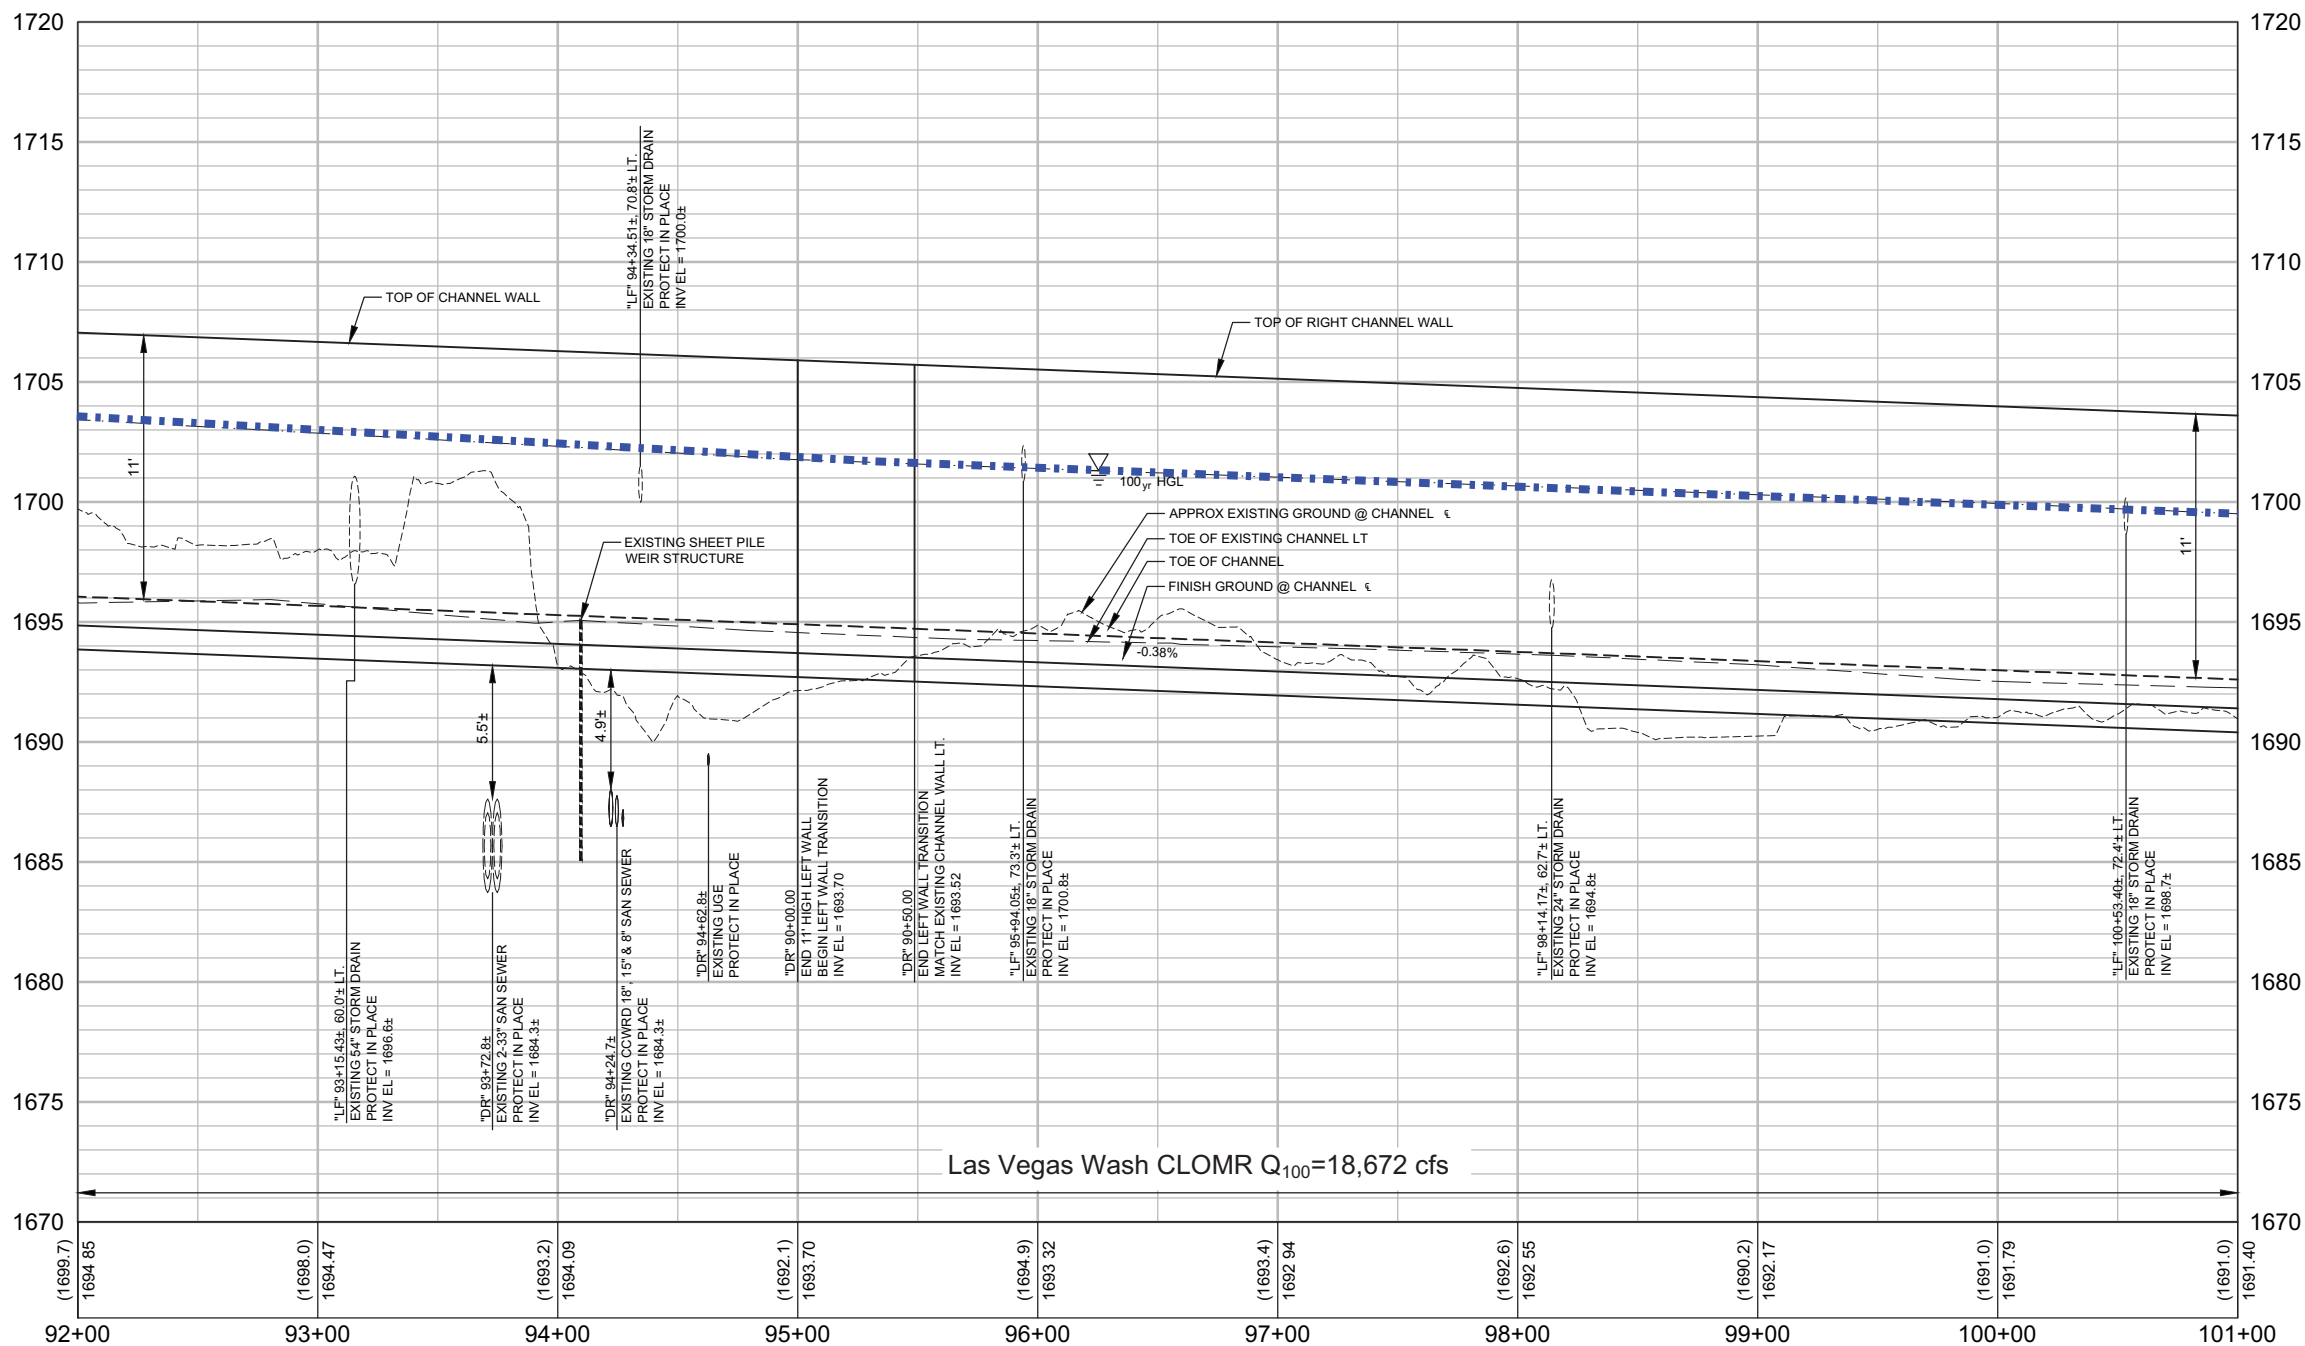 1720
1720
1715
1715
1710
1710
1705
1705
1700
1700
1695
1695
1690
1690
1685
1685
1680
1680
1675
1675
1670
1670
"LF" 94+34.51±, 70.8'± LT.
EXISTING 18" STORM DRAIN
PROTECT IN PLACE
INV EL = 1700.0±
TOP OF CHANNEL WALL
TOP OF RIGHT CHANNEL WALL
11'
11'
100yr HGL
APPROX EXISTING GROUND @ CHANNEL ℄
TOE OF EXISTING CHANNEL LT
TOE OF CHANNEL
FINISH GROUND @ CHANNEL ℄
EXISTING SHEET PILE
WEIR STRUCTURE
-0.38%
5.5'±
4.9'±
"LF" 93+15.43±, 60.0'± LT.
EXISTING 54" STORM DRAIN
PROTECT IN PLACE
INV EL = 1696.6±
"DR" 93+72.8±
EXISTING 2-33" SAN SEWER
PROTECT IN PLACE
INV EL = 1684.3±
"DR" 94+24.7±
EXISTING CCWRD 18", 15" & 8" SAN SEWER
PROTECT IN PLACE
INV EL = 1684.3±
"DR" 94+62.8±
EXISTING UGE
PROTECT IN PLACE
"DR" 90+00.00
END 11' HIGH LEFT WALL
BEGIN LEFT WALL TRANSITION
INV EL = 1693.70
"DR" 90+50.00
END LEFT WALL TRANSITION
MATCH EXISTING CHANNEL WALL LT.
INV EL = 1693.52
"LF" 95+94.05±, 73.3'± LT.
EXISTING 18" STORM DRAIN
PROTECT IN PLACE
INV EL = 1700.8±
"LF" 98+14.17±, 62.7'± LT.
EXISTING 24" STORM DRAIN
PROTECT IN PLACE
INV EL = 1694.8±
"LF" 100+53.40±, 72.4'± LT.
EXISTING 18" STORM DRAIN
PROTECT IN PLACE
INV EL = 1698.7±
Las Vegas Wash CLOMR Q100=18,672 cfs
(1699.7)
1694.85
(1698.0)
1694.47
(1693.2)
1694.09
(1692.1)
1693.70
(1694.9)
1693.32
(1693.4)
1692.94
(1692.6)
1692.55
(1690.2)
1692.17
(1691.0)
1691.79
(1691.0)
1691.40
92+00
93+00
94+00
95+00
96+00
97+00
98+00
99+00
100+00
101+00